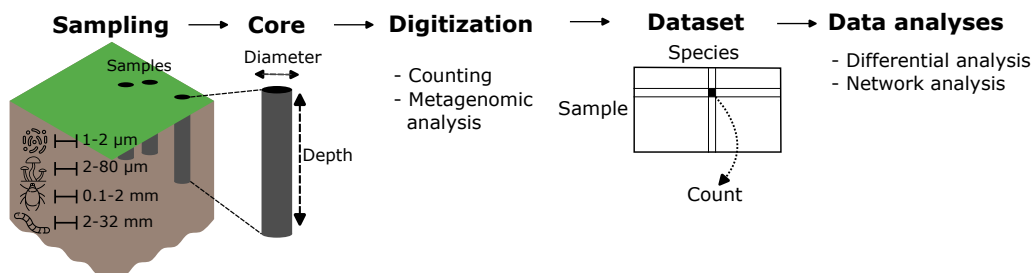 Sampling
Core
Digitization
Dataset
Data analyses
Samples
Diameter
Depth
1-2 µm
2-80 µm
0.1-2 mm
2-32 mm
- Counting
- Metagenomic
analysis
Species
Sample
Count
- Differential analysis
- Network analysis